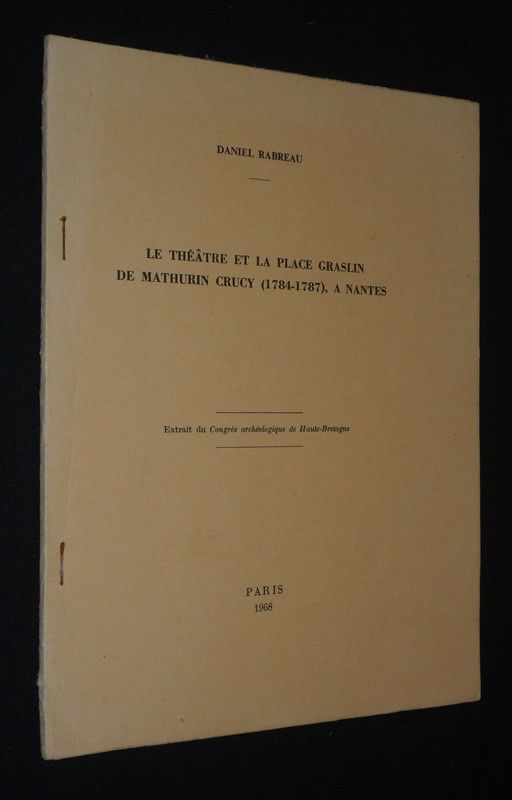 DANIEL RABREAU
LE THÉÂTRE ET LA PLACE GRASLIN
DE MATHURIN CRUCY (1784-1787), A NANTES
Extrait du Congrès archéologique de Haute-Bretagne
PARIS
1968